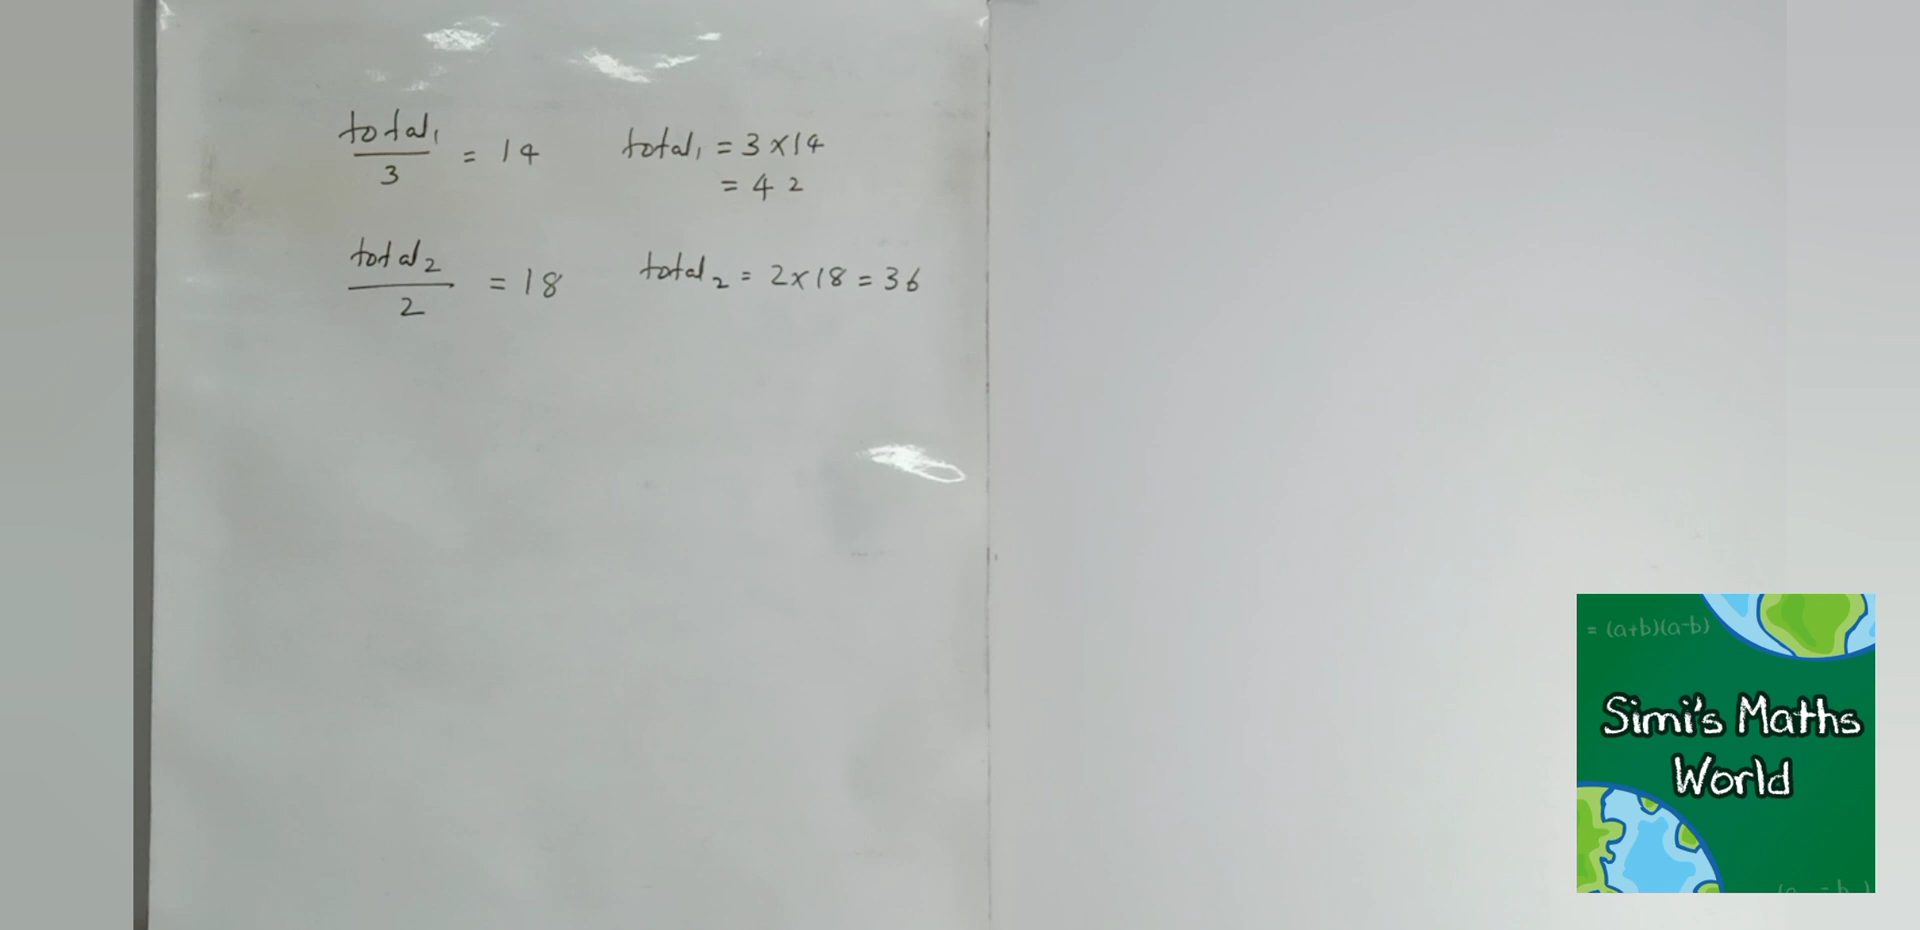 total₁/3 = 14 total₁ = 3 × 14
= 42
total₂/2 = 18 total₂ = 2 × 18 = 36
= (a+b)(a-b)
Simi's Maths
World